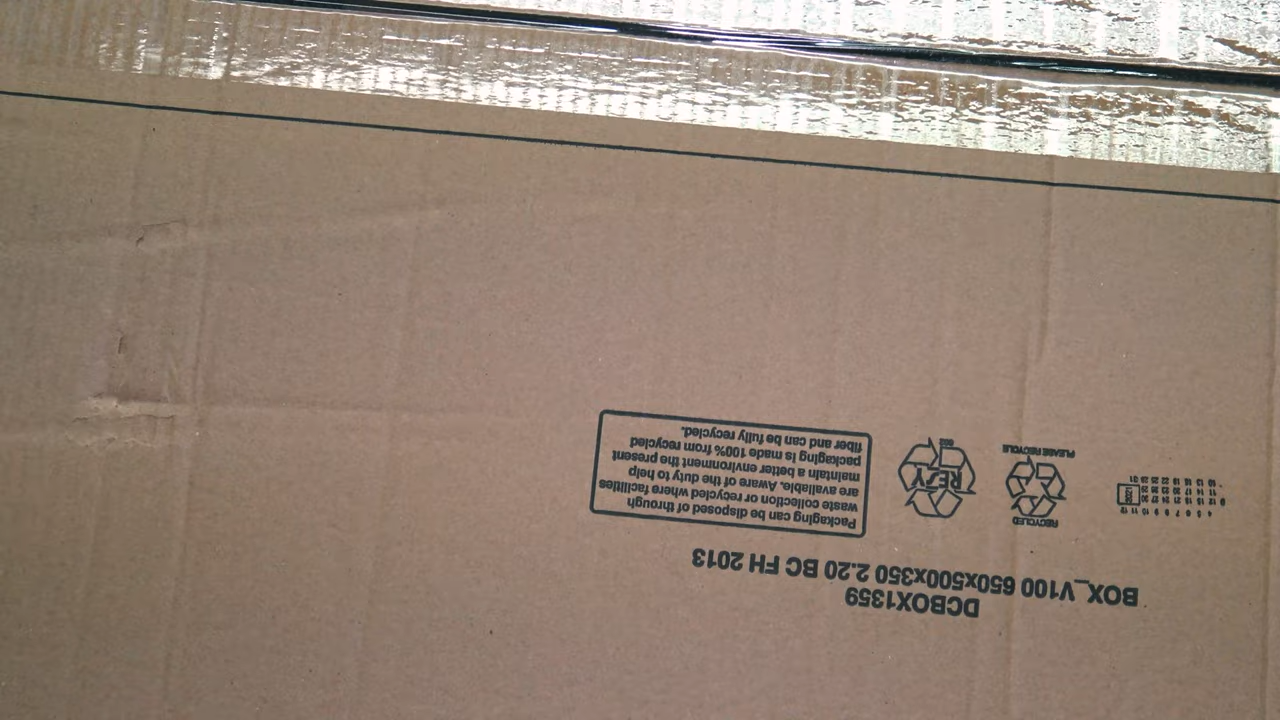 DCBOX1359
BOX_V100 650x500x350 2.20 BC FH 2013
Packaging can be disposed of through
waste collection or recycled where facilities
are available. Aware of the duty to help
maintain a better environment the present
packaging is made 100% from recycled
fiber and can be fully recycled.
RESY
RECYCLED
PLEASE RECYCLE